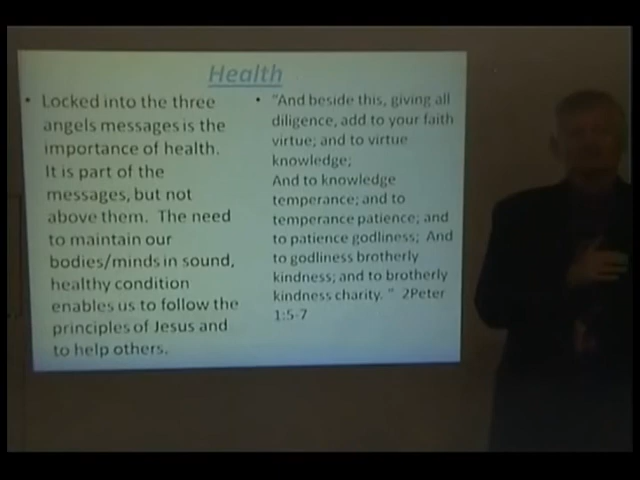 Health
• Locked into the three
angels messages is the
importance of health.
It is part of the
messages, but not
above them. The need
to maintain our
bodies/minds in sound,
healthy condition
enables us to follow the
principles of Jesus and
to help others.
• "And beside this, giving all
diligence, add to your faith
virtue; and to virtue
knowledge;
And to knowledge
temperance; and to
temperance patience; and
to patience godliness; And
to godliness brotherly
kindness; and to brotherly
kindness charity. " 2Peter
1:5-7